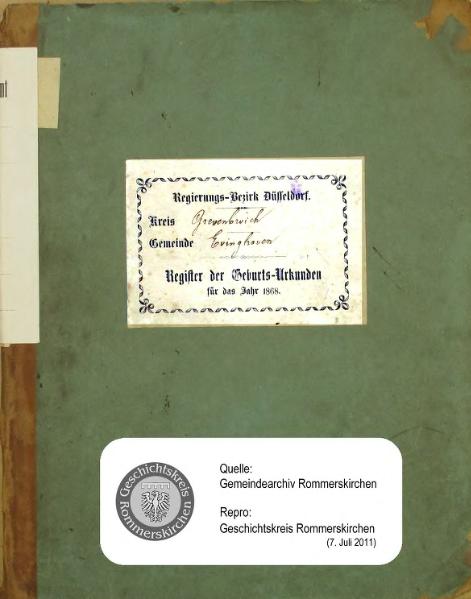 nt
Regierungs-Bezirk Düsseldorf.
Kreis Grevenbroich
Gemeinde Evinghoven
Register der Geburts-Urkunden
für das Jahr 1868.
Geschichtskreis
Rommerskirchen
Quelle:
Gemeindearchiv Rommerskirchen
Repro:
Geschichtskreis Rommerskirchen
(7. Juli 2011)